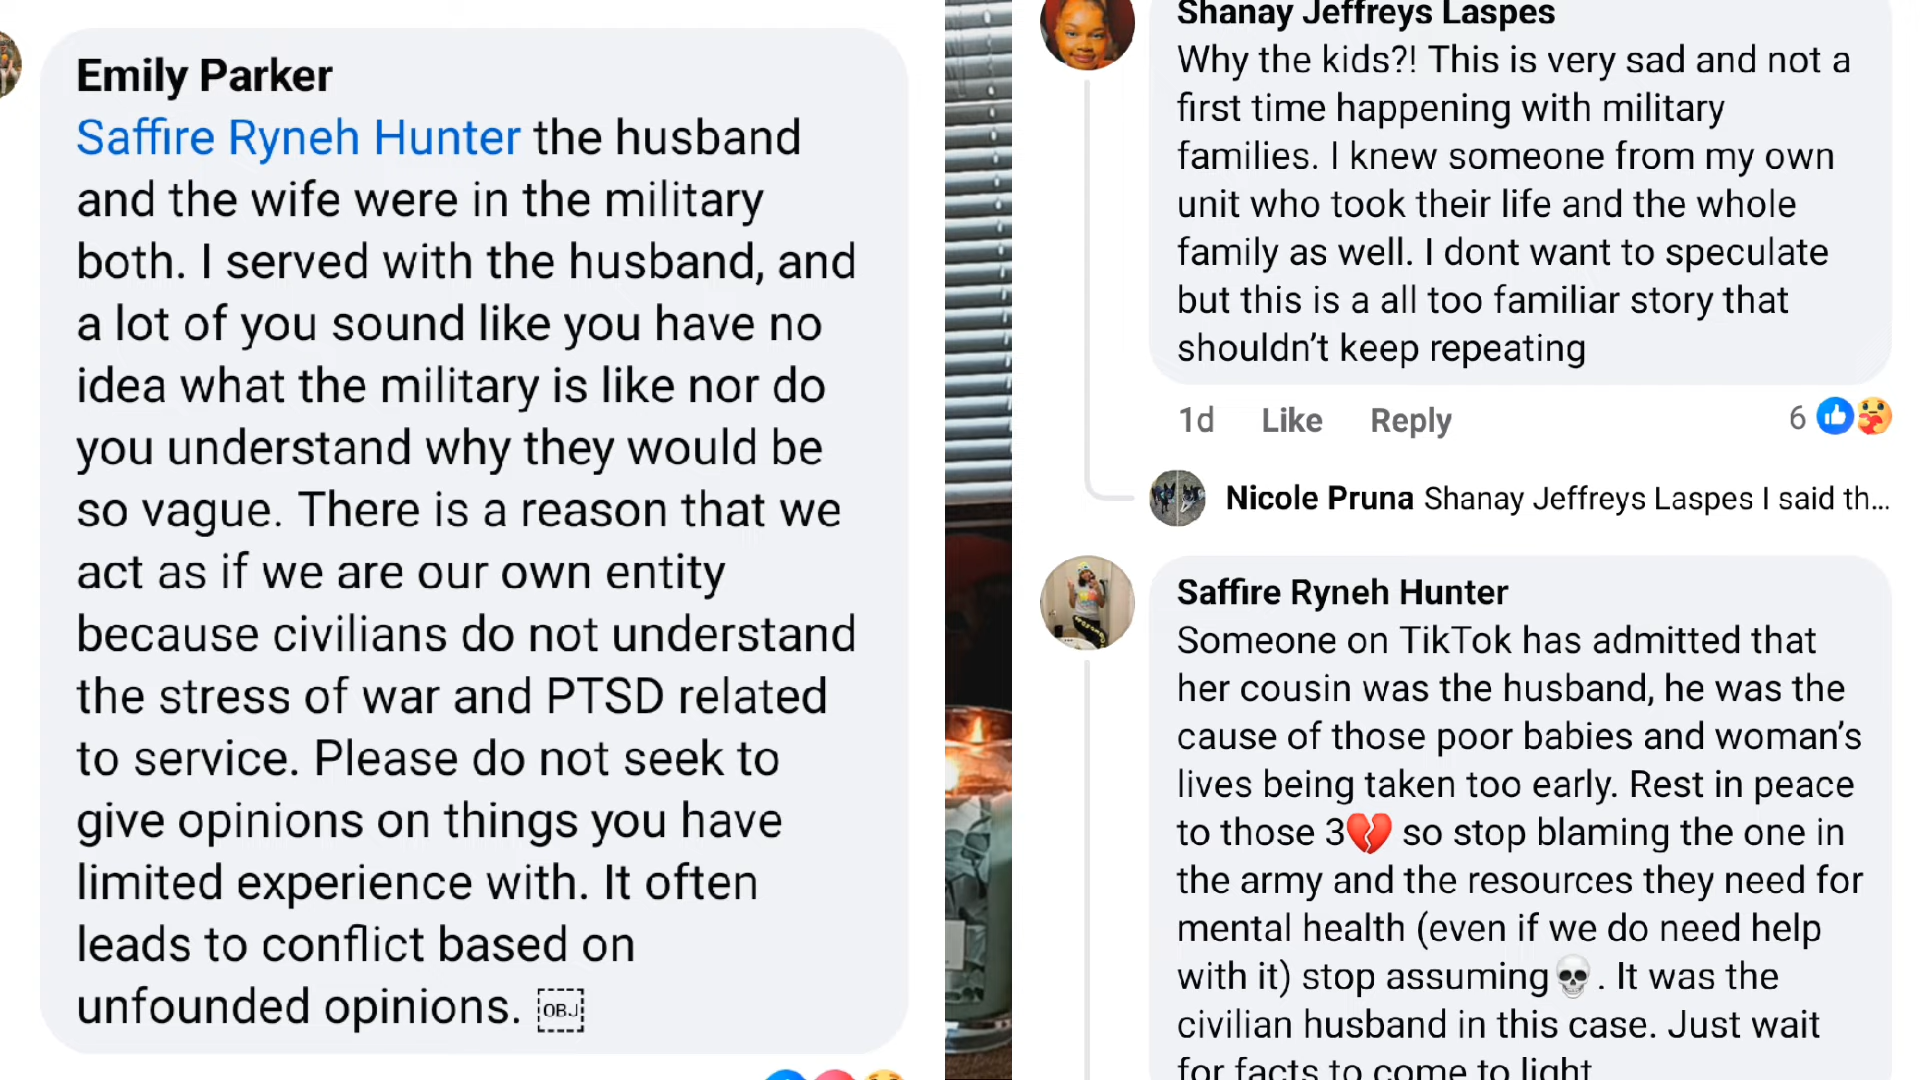 Emily Parker
Saffire Ryneh Hunter the husband
and the wife were in the military
both. I served with the husband, and
a lot of you sound like you have no
idea what the military is like nor do
you understand why they would be
so vague. There is a reason that we
act as if we are our own entity
because civilians do not understand
the stress of war and PTSD related
to service. Please do not seek to
give opinions on things you have
limited experience with. It often
leads to conflict based on
unfounded opinions. OBJ
Shanay Jeffreys Laspes
Why the kids?! This is very sad and not a
first time happening with military
families. I knew someone from my own
unit who took their life and the whole
family as well. I dont want to speculate
but this is a all too familiar story that
shouldn't keep repeating
1d Like Reply 6
Nicole Pruna Shanay Jeffreys Laspes I said th...
Saffire Ryneh Hunter
Someone on TikTok has admitted that
her cousin was the husband, he was the
cause of those poor babies and woman's
lives being taken too early. Rest in peace
to those 3💔 so stop blaming the one in
the army and the resources they need for
mental health (even if we do need help
with it) stop assuming💀. It was the
civilian husband in this case. Just wait
for facts to come to light